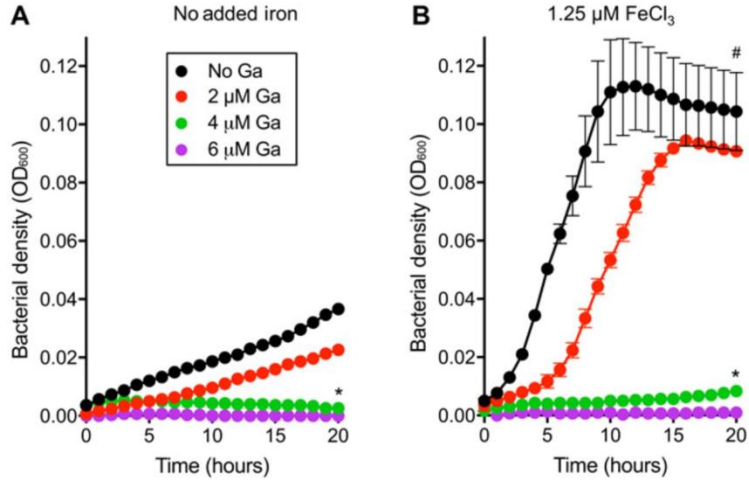 A
No added iron
B
1.25 µM FeCl₃
No Ga
2 µM Ga
4 µM Ga
6 µM Ga
Bacterial density (OD₆₀₀)
0.12
0.10
0.08
0.06
0.04
0.02
0.00
*
0
5
10
15
20
Time (hours)
Bacterial density (OD₆₀₀)
0.12
0.10
0.08
0.06
0.04
0.02
0.00
#
*
0
5
10
15
20
Time (hours)